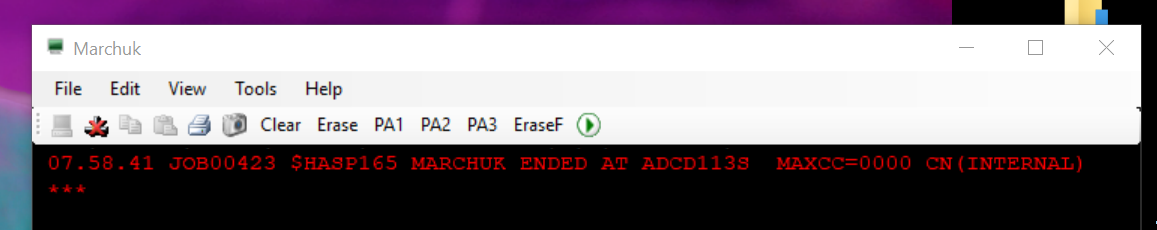 Marchuk
File Edit View Tools Help
Clear Erase PA1 PA2 PA3 EraseF
07.58.41 JOB00423 $HASP165 MARCHUK ENDED AT ADCD113S  MAXCC=0000 CN(INTERNAL)
***